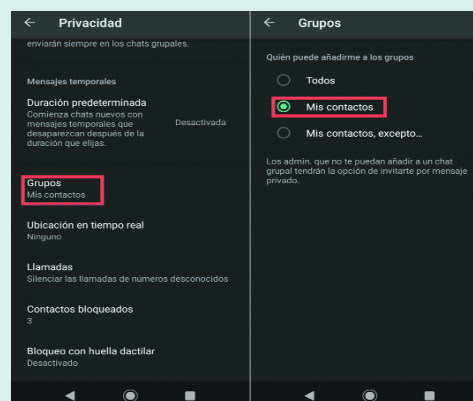 Privacidad
enviarán siempre en los chats grupales.
Mensajes temporales
Duración predeterminada
Comienza chats nuevos con
mensajes temporales que
desaparezcan después de la
duración que elijas.
Desactivada
Grupos
Mis contactos
Ubicación en tiempo real
Ninguno
Llamadas
Silenciar las llamadas de números desconocidos
Contactos bloqueados
3
Bloqueo con huella dactilar
Desactivado
Grupos
Quién puede añadirme a los grupos
Todos
Mis contactos
Mis contactos, excepto...
Los admin. que no te puedan añadir a un chat
grupal tendrán la opción de invitarte por mensaje
privado.